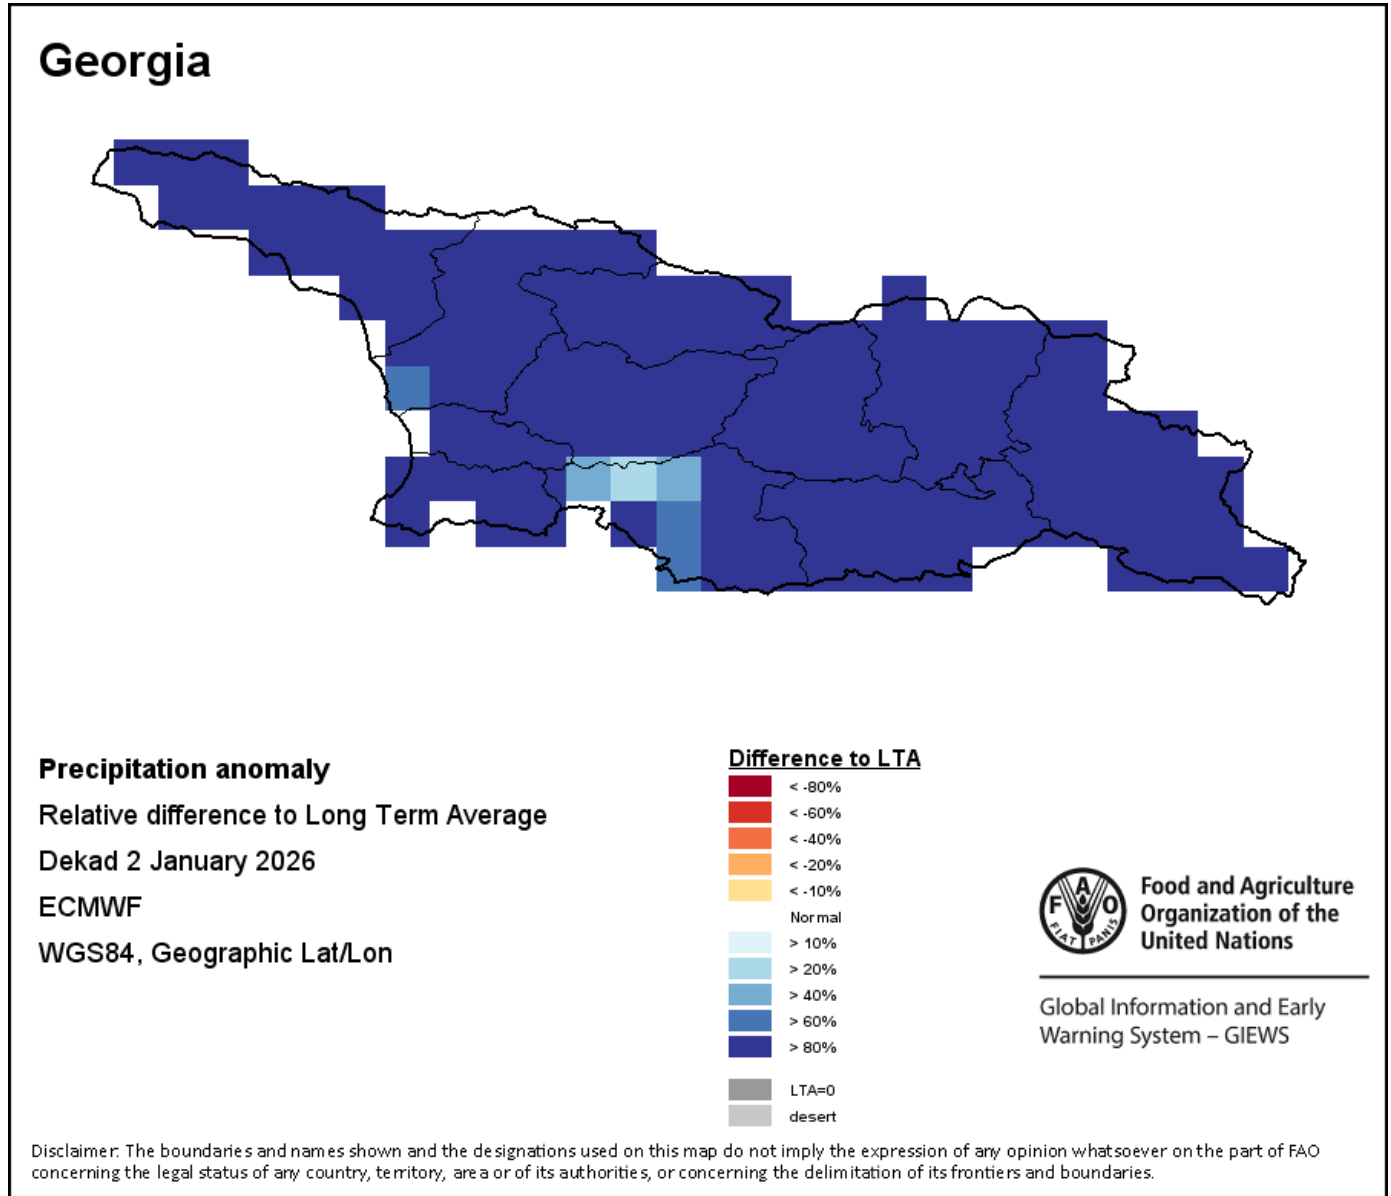 Georgia
Precipitation anomaly
Relative difference to Long Term Average
Dekad 2 January 2026
ECMWF
WGS84, Geographic Lat/Lon
Difference to LTA
< -80%
< -60%
< -40%
< -20%
< -10%
Normal
> 10%
> 20%
> 40%
> 60%
> 80%
LTA=0
desert
F A O
FIAT PANIS
Food and Agriculture
Organization of the
United Nations
Global Information and Early
Warning System – GIEWS
Disclaimer: The boundaries and names shown and the designations used on this map do not imply the expression of any opinion whatsoever on the part of FAO
concerning the legal status of any country, territory, area or of its authorities, or concerning the delimitation of its frontiers and boundaries.